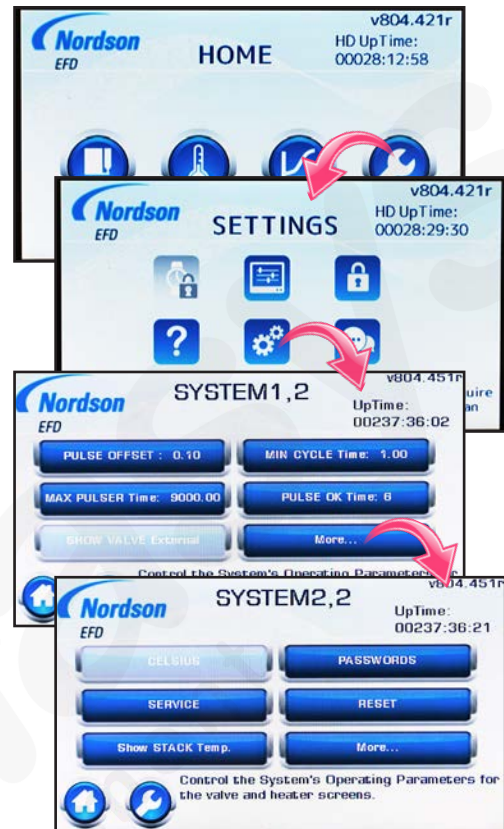 v804.421r
Nordson
EFD
HOME
HD UpTime:
00028:12:58
v804.421r
Nordson
EFD
SETTINGS
HD UpTime:
00028:29:30
?
uire
an
v804.451r
Nordson
EFD
SYSTEM1,2
UpTime:
00237:36:02
PULSE OFFSET : 0.10
MIN CYCLE Time: 1.00
MAX PULSER Time: 9000.00
PULSE OK Time: 6
SHOW VALVE External
More...
Control the System's Operating Parameters for
v804.451r
Nordson
EFD
SYSTEM2,2
UpTime:
00237:36:21
CELSIUS
PASSWORDS
SERVICE
RESET
Show STACK Temp.
More...
Control the System's Operating Parameters for
the valve and heater screens.